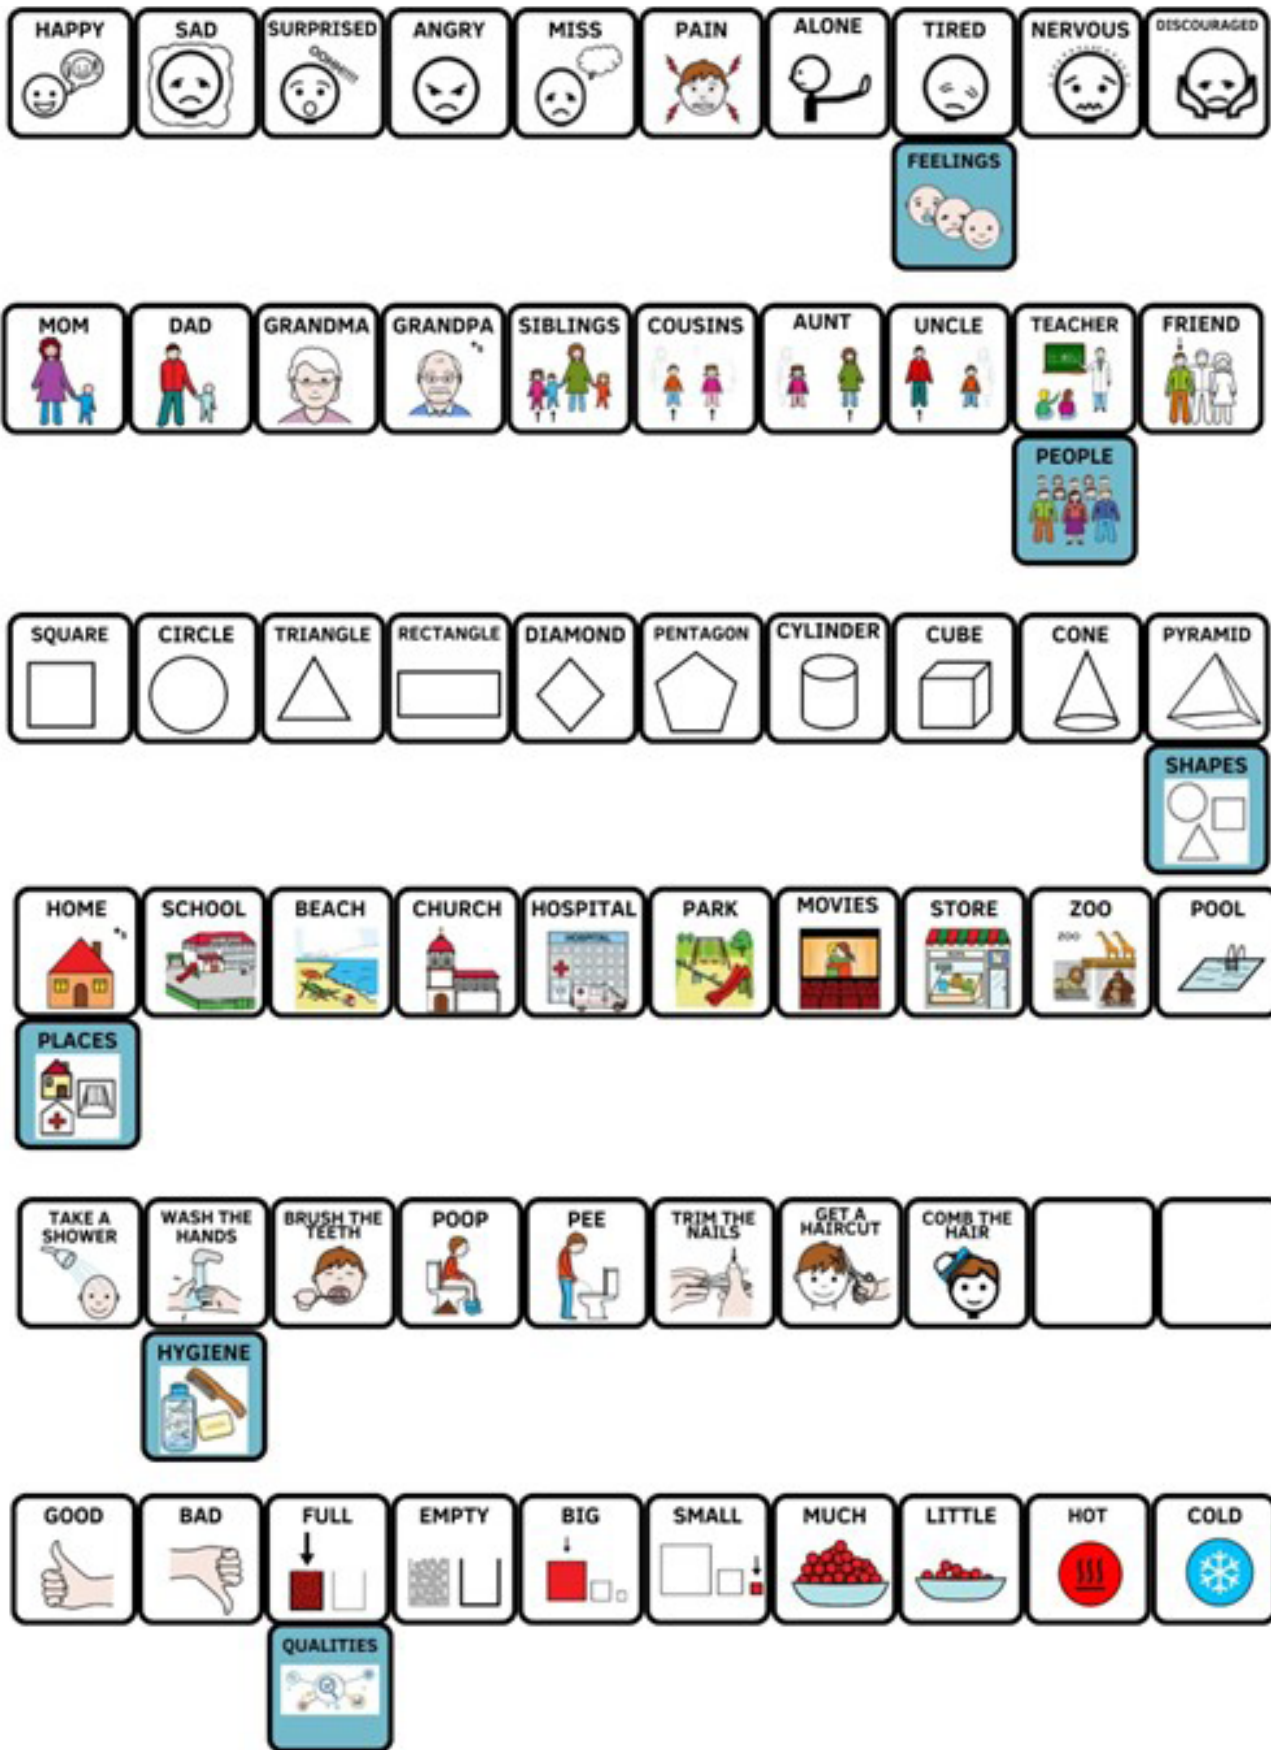 HAPPY SAD SURPRISED ANGRY MISS PAIN ALONE TIRED NERVOUS DISCOURAGED
OOHH!!!!
FEELINGS
MOM DAD GRANDMA GRANDPA SIBLINGS COUSINS AUNT UNCLE TEACHER FRIEND
PEOPLE
SQUARE CIRCLE TRIANGLE RECTANGLE DIAMOND PENTAGON CYLINDER CUBE CONE PYRAMID
SHAPES
HOME SCHOOL BEACH CHURCH HOSPITAL PARK MOVIES STORE ZOO POOL
HOSPITAL ZOO
PLACES
TAKE A SHOWER
WASH THE HANDS
BRUSH THE TEETH
POOP
PEE
TRIM THE NAILS
GET A HAIRCUT
COMB THE HAIR
HYGIENE
GOOD BAD FULL EMPTY BIG SMALL MUCH LITTLE HOT COLD
QUALITIES